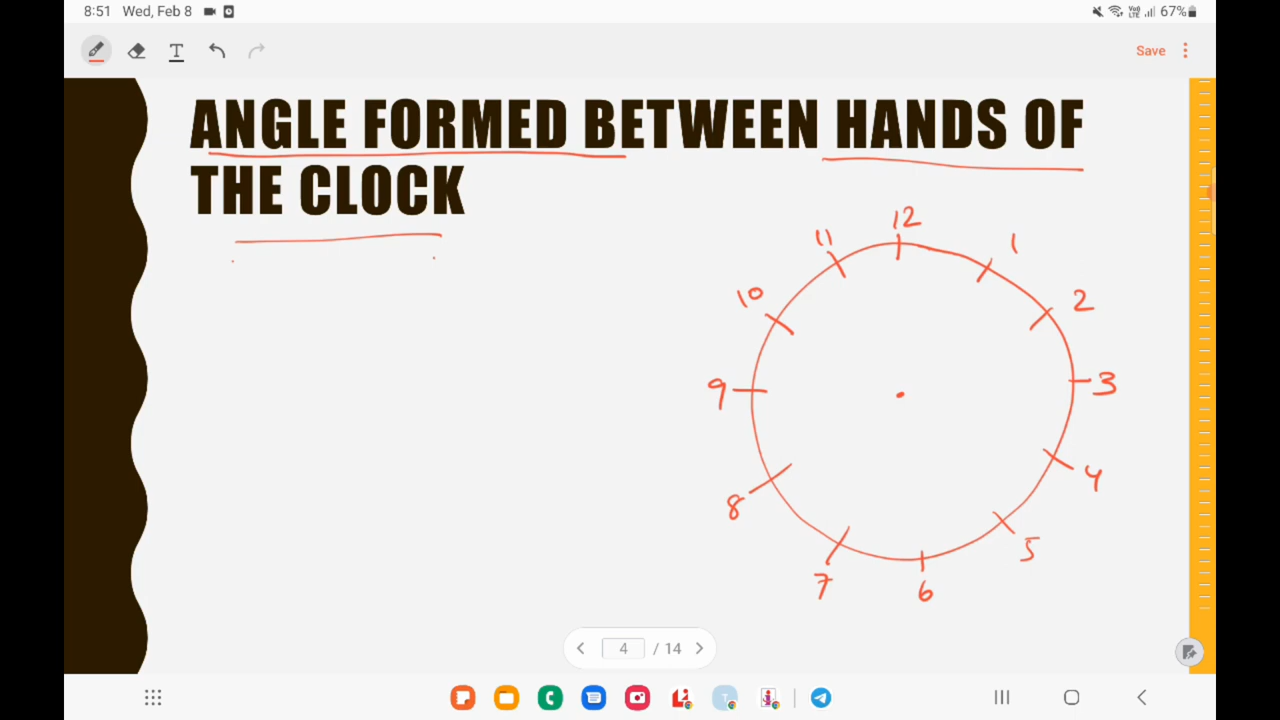 8:51 Wed, Feb 8
67%
T
Save
ANGLE FORMED BETWEEN HANDS OF
THE CLOCK
12
11
1
10
2
9
3
8
4
7
5
6
4 / 14